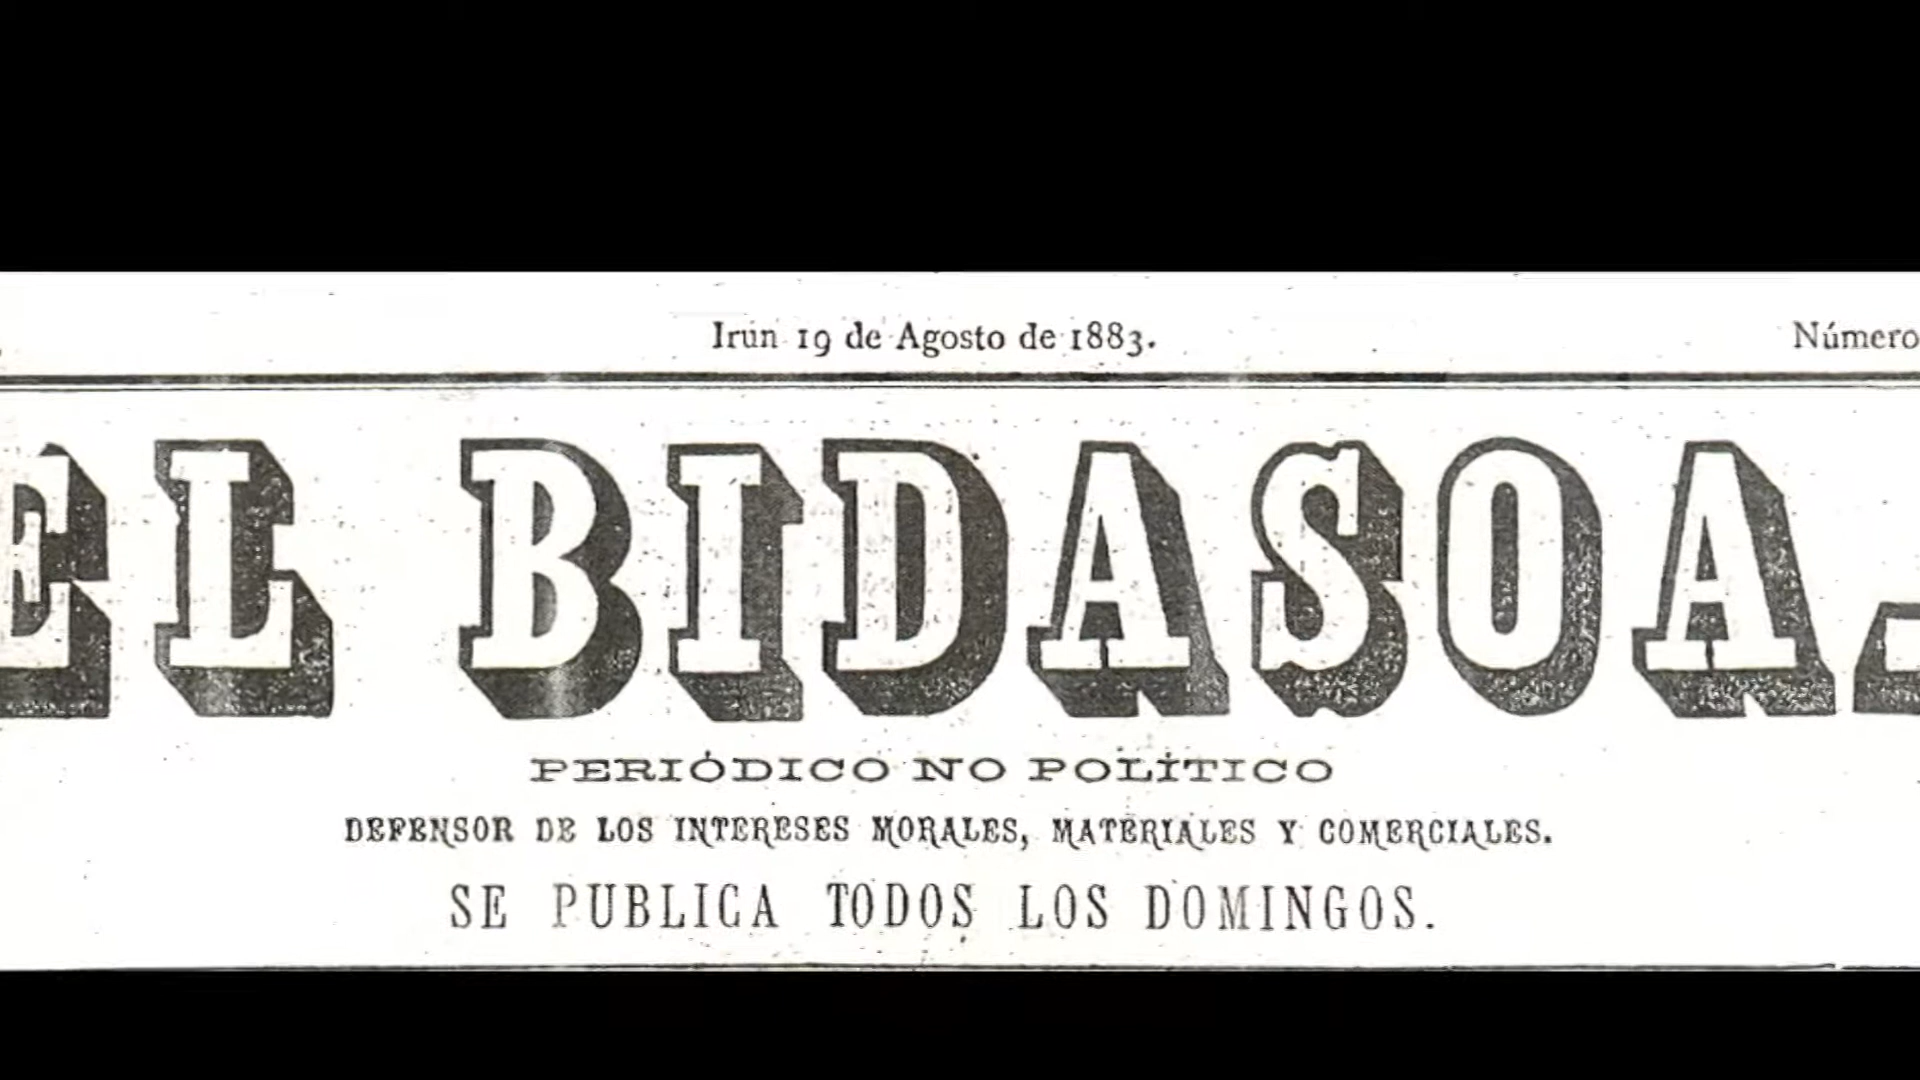 Irún 19 de Agosto de 1883.
Número
EL BIDASOA.
PERIÓDICO NO POLÍTICO
DEFENSOR DE LOS INTERESES MORALES, MATERIALES Y COMERCIALES.
SE PUBLICA TODOS LOS DOMINGOS.